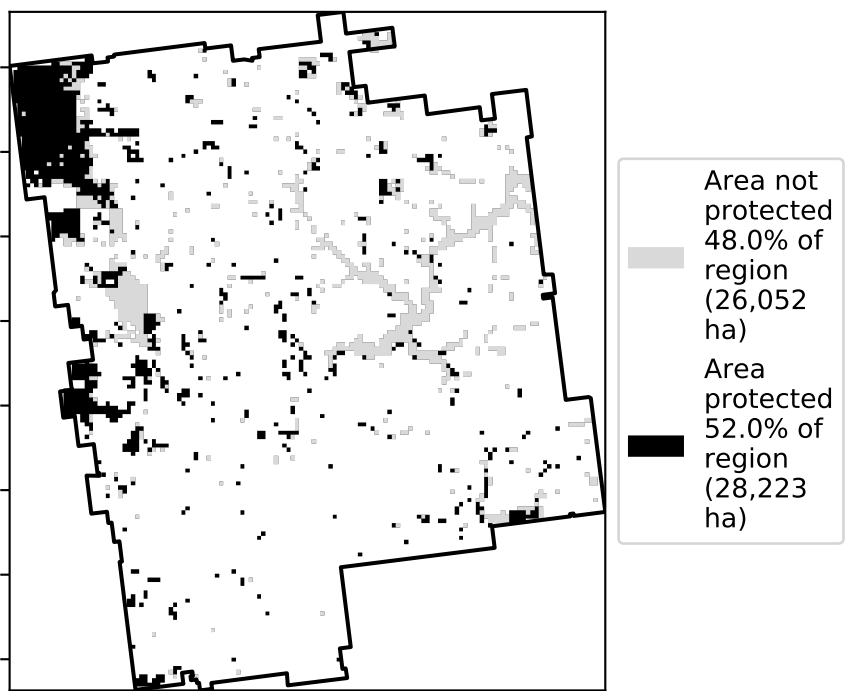 Area not
protected
48.0% of
region
(26,052
ha)
Area
protected
52.0% of
region
(28,223
ha)